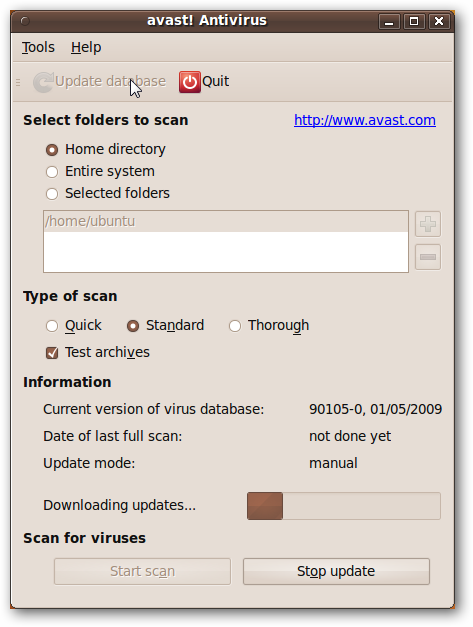 avast! Antivirus
Tools Help
Update database Quit
Select folders to scan http://www.avast.com
Home directory
Entire system
Selected folders
/home/ubuntu
Type of scan
Quick Standard Thorough
Test archives
Information
Current version of virus database: 90105-0, 01/05/2009
Date of last full scan: not done yet
Update mode: manual
Downloading updates...
Scan for viruses
Start scan Stop update